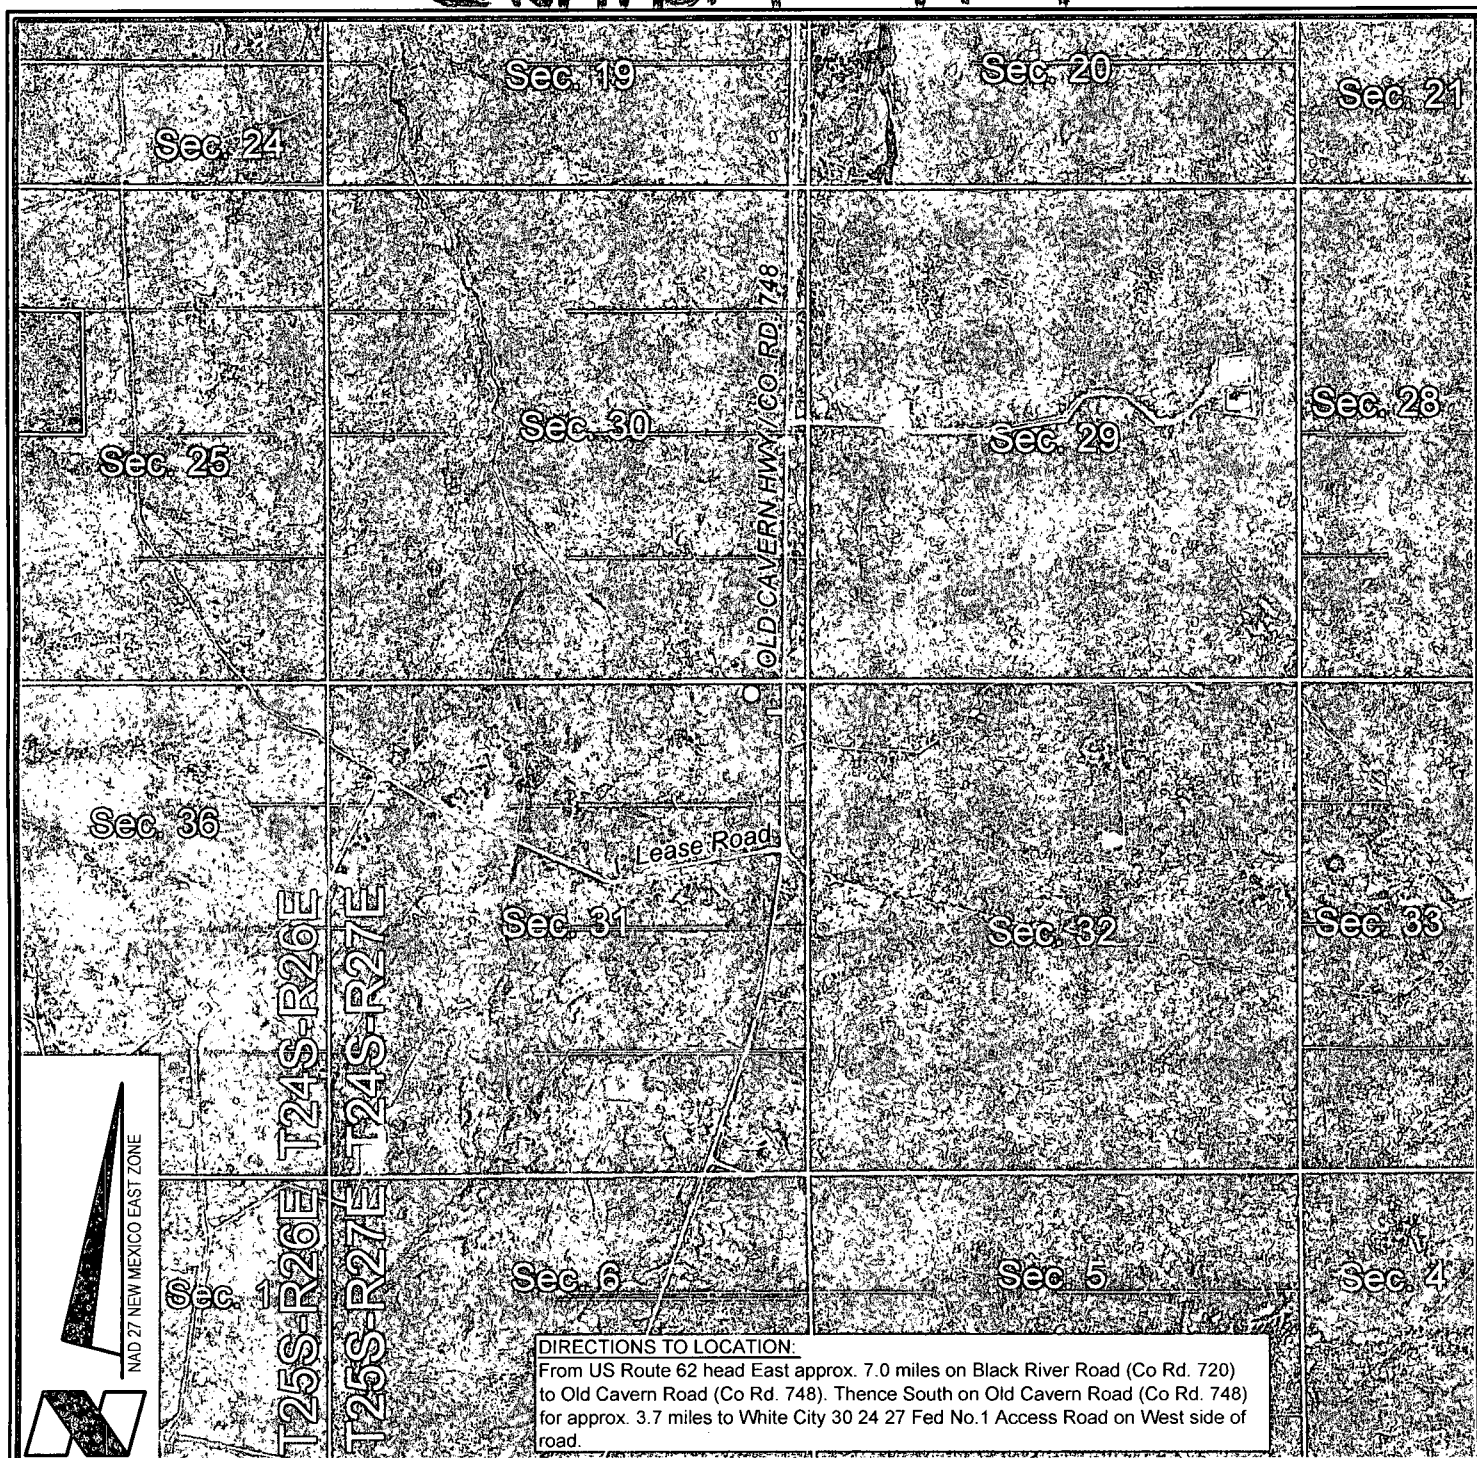 Sec. 19
Sec. 20
Sec. 21
Sec. 24
OLD CAVERN HWY/CO RD 748
Sec. 30
Sec. 29
Sec. 28
Sec. 25
Sec. 36
Lease Road
Sec. 31
Sec. 32
Sec. 33
T24S-R26E
T24S-R27E
NAD 27 NEW MEXICO EAST ZONE
T25S-R26E
T25S-R27E
Sec. 1
Sec. 6
Sec. 5
Sec. 4
DIRECTIONS TO LOCATION:
From US Route 62 head East approx. 7.0 miles on Black River Road (Co Rd. 720)
to Old Cavern Road (Co Rd. 748). Thence South on Old Cavern Road (Co Rd. 748)
for approx. 3.7 miles to White City 30 24 27 Fed No.1 Access Road on West side of
road.